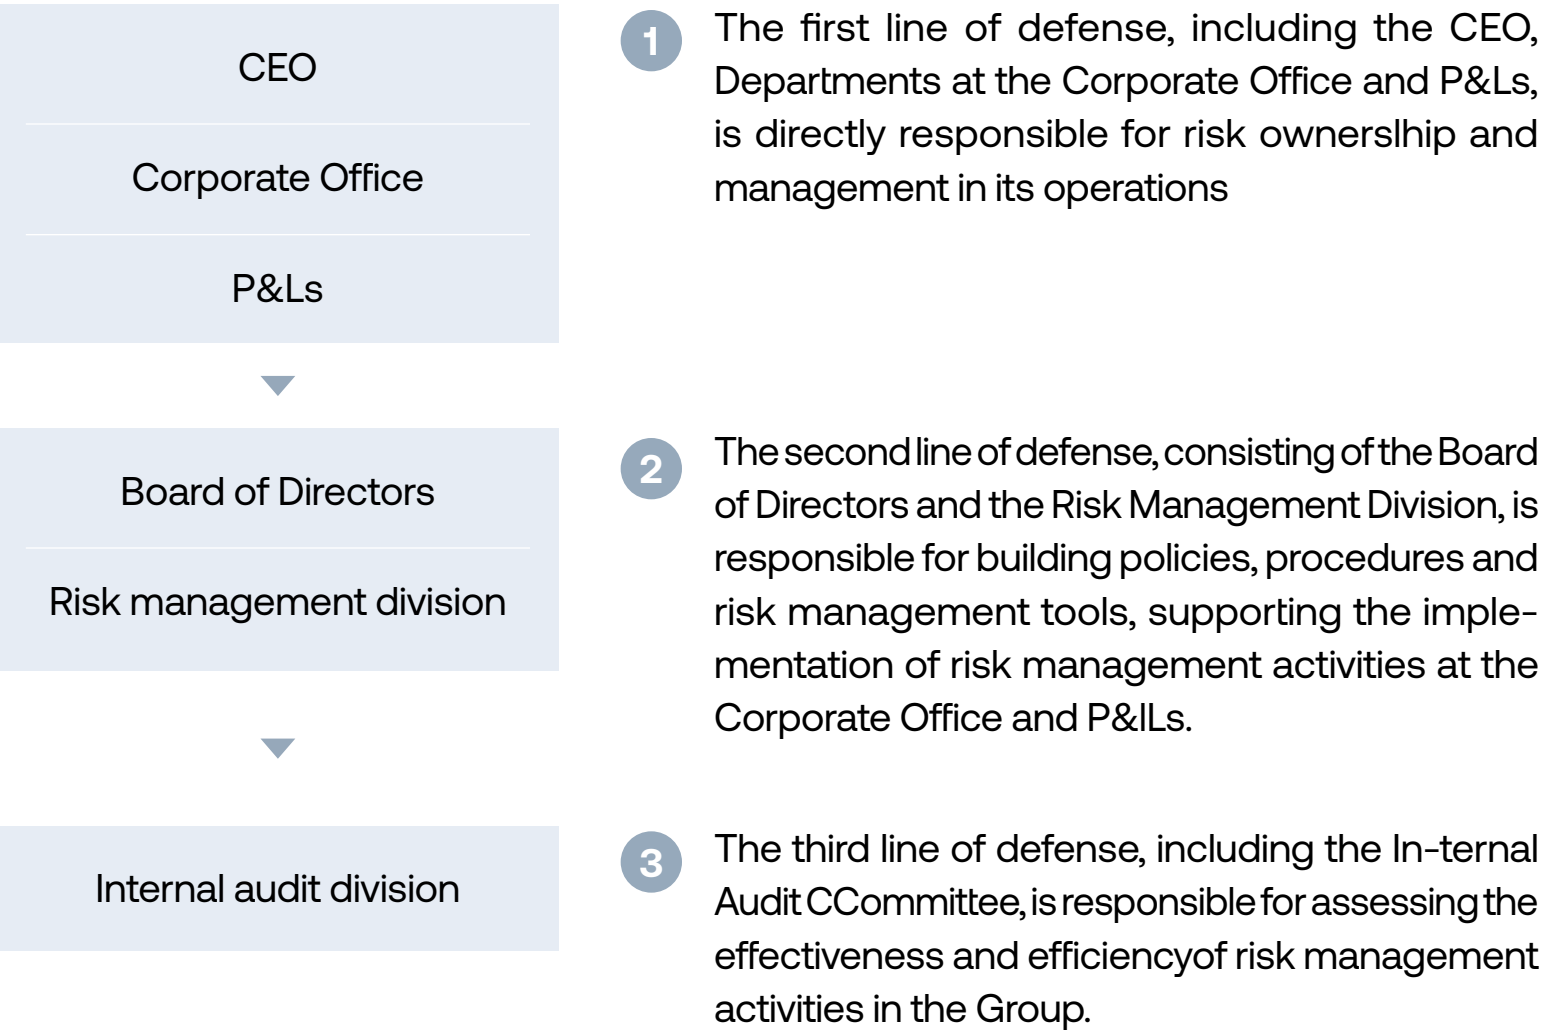 CEO
Corporate Office
P&Ls
1
The first line of defense, including the CEO,
Departments at the Corporate Office and P&Ls,
is directly responsible for risk ownerslhip and
management in its operations
Board of Directors
Risk management division
2
The second line of defense, consisting of the Board
of Directors and the Risk Management Division, is
responsible for building policies, procedures and
risk management tools, supporting the imple-
mentation of risk management activities at the
Corporate Office and P&lLs.
Internal audit division
3
The third line of defense, including the In-ternal
Audit CCommittee, is responsible for assessing the
effectiveness and efficiencyof risk management
activities in the Group.